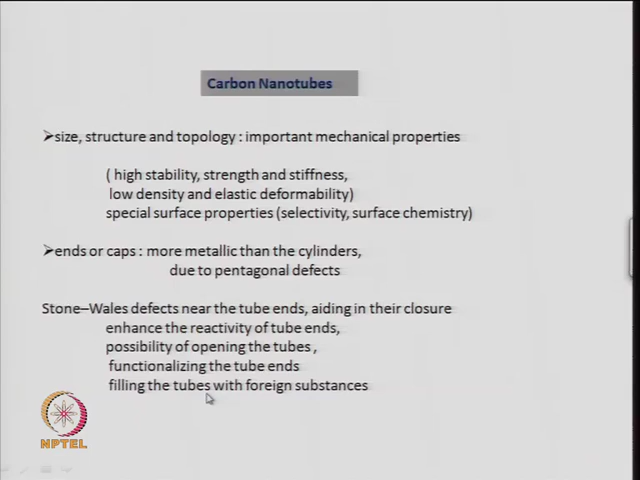 Carbon Nanotubes
➢size, structure and topology : important mechanical properties
( high stability, strength and stiffness,
low density and elastic deformability)
special surface properties (selectivity, surface chemistry)
➢ends or caps : more metallic than the cylinders,
due to pentagonal defects
Stone–Wales defects near the tube ends, aiding in their closure
enhance the reactivity of tube ends,
possibility of opening the tubes ,
functionalizing the tube ends
filling the tubes with foreign substances
NPTEL